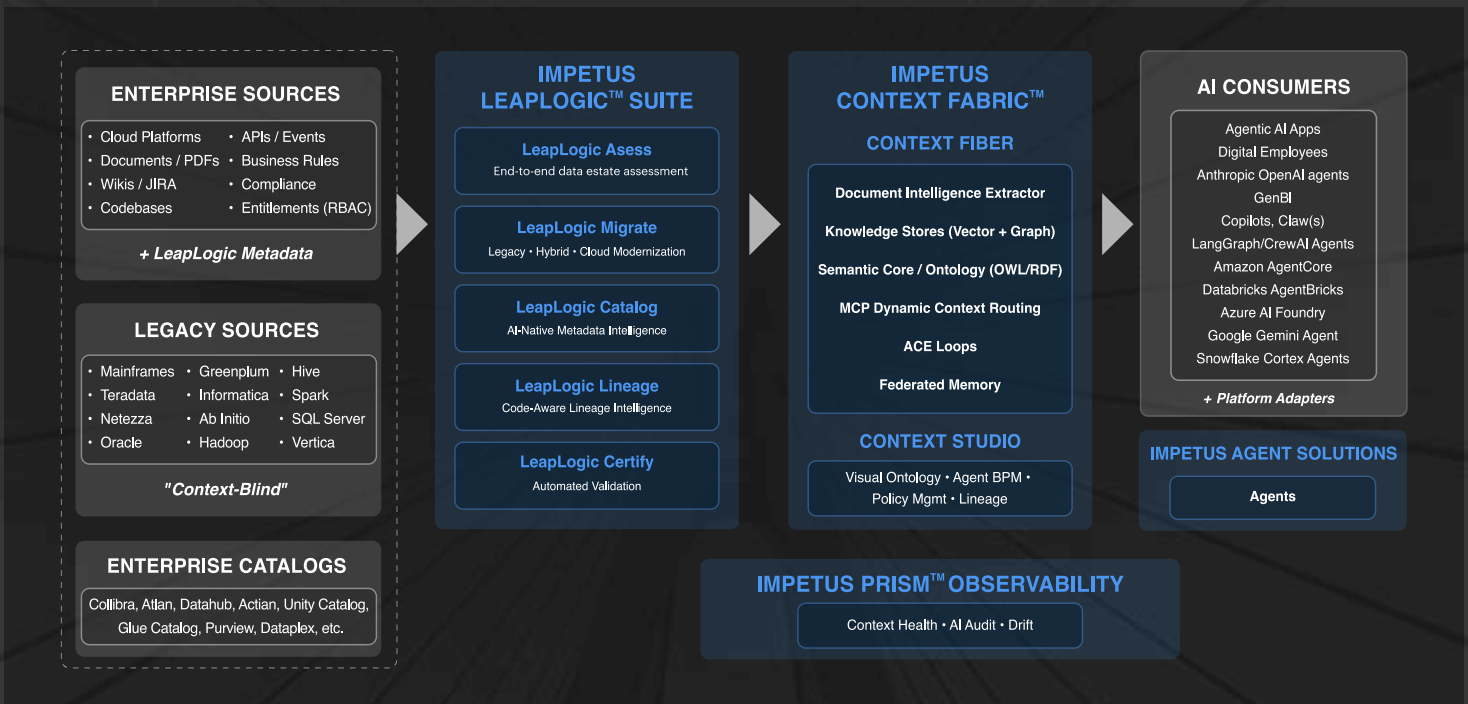 ENTERPRISE SOURCES
• Cloud Platforms
• Documents / PDFs
• Wikis / JIRA
• Codebases
• APIs / Events
• Business Rules
• Compliance
• Entitlements (RBAC)
+ LeapLogic Metadata
LEGACY SOURCES
• Mainframes
• Teradata
• Netezza
• Oracle
• Greenplum
• Informatica
• Ab Initio
• Hadoop
• Hive
• Spark
• SQL Server
• Vertica
"Context-Blind"
ENTERPRISE CATALOGS
Collibra, Atlan, Datahub, Actian, Unity Catalog,
Glue Catalog, Purview, Dataplex, etc.
IMPETUS
LEAPLOGIC™ SUITE
LeapLogic Asess
End-to-end data estate assessment
LeapLogic Migrate
Legacy • Hybrid • Cloud Modernization
LeapLogic Catalog
AI-Native Metadata Intelligence
LeapLogic Lineage
Code-Aware Lineage Intelligence
LeapLogic Certify
Automated Validation
IMPETUS
CONTEXT FABRIC™
CONTEXT FIBER
Document Intelligence Extractor
Knowledge Stores (Vector + Graph)
Semantic Core / Ontology (OWL/RDF)
MCP Dynamic Context Routing
ACE Loops
Federated Memory
CONTEXT STUDIO
Visual Ontology • Agent BPM •
Policy Mgmt • Lineage
AI CONSUMERS
Agentic AI Apps
Digital Employees
Anthropic OpenAI agents
GenBI
Copilots, Claw(s)
LangGraph/CrewAI Agents
Amazon AgentCore
Databricks AgentBricks
Azure AI Foundry
Google Gemini Agent
Snowflake Cortex Agents
+ Platform Adapters
IMPETUS AGENT SOLUTIONS
Agents
IMPETUS PRISM™ OBSERVABILITY
Context Health • AI Audit • Drift